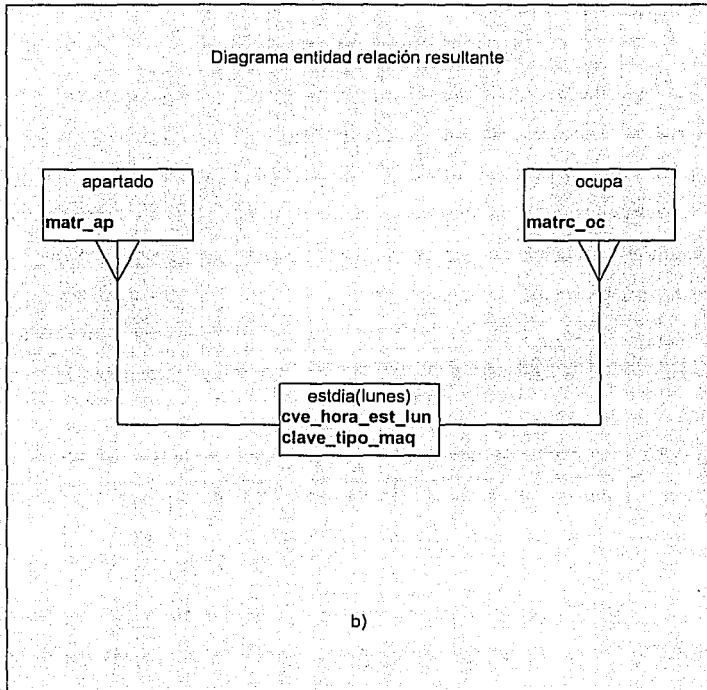 Diagrama entidad relación resultante
apartado
matr_ap
ocupa
matrc_oc
estdia(lunes)
cve_hora_est_lun
clave_tipo_maq
b)